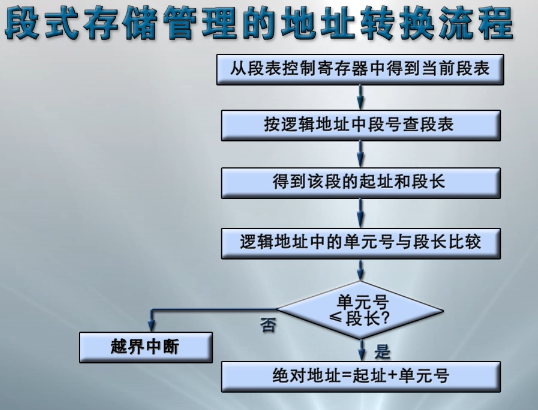 段式存储管理的地址转换流程
从段表控制寄存器中得到当前段表
按逻辑地址中段号查段表
得到该段的起址和段长
逻辑地址中的单元号与段长比较
单元号
≤段长?
否
越界中断
是
绝对地址=起址+单元号